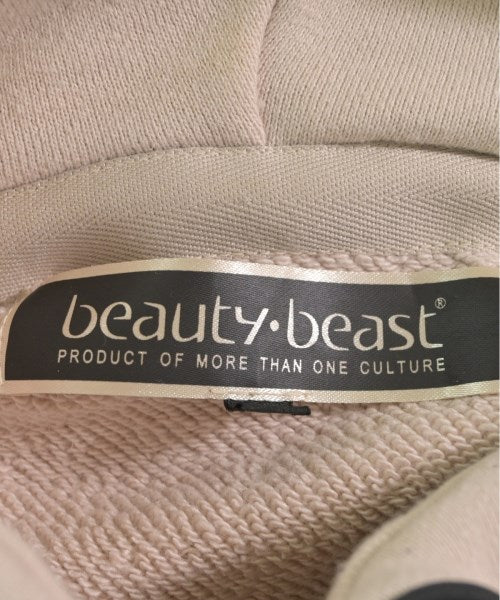 beauty·beast®
PRODUCT OF MORE THAN ONE CULTURE